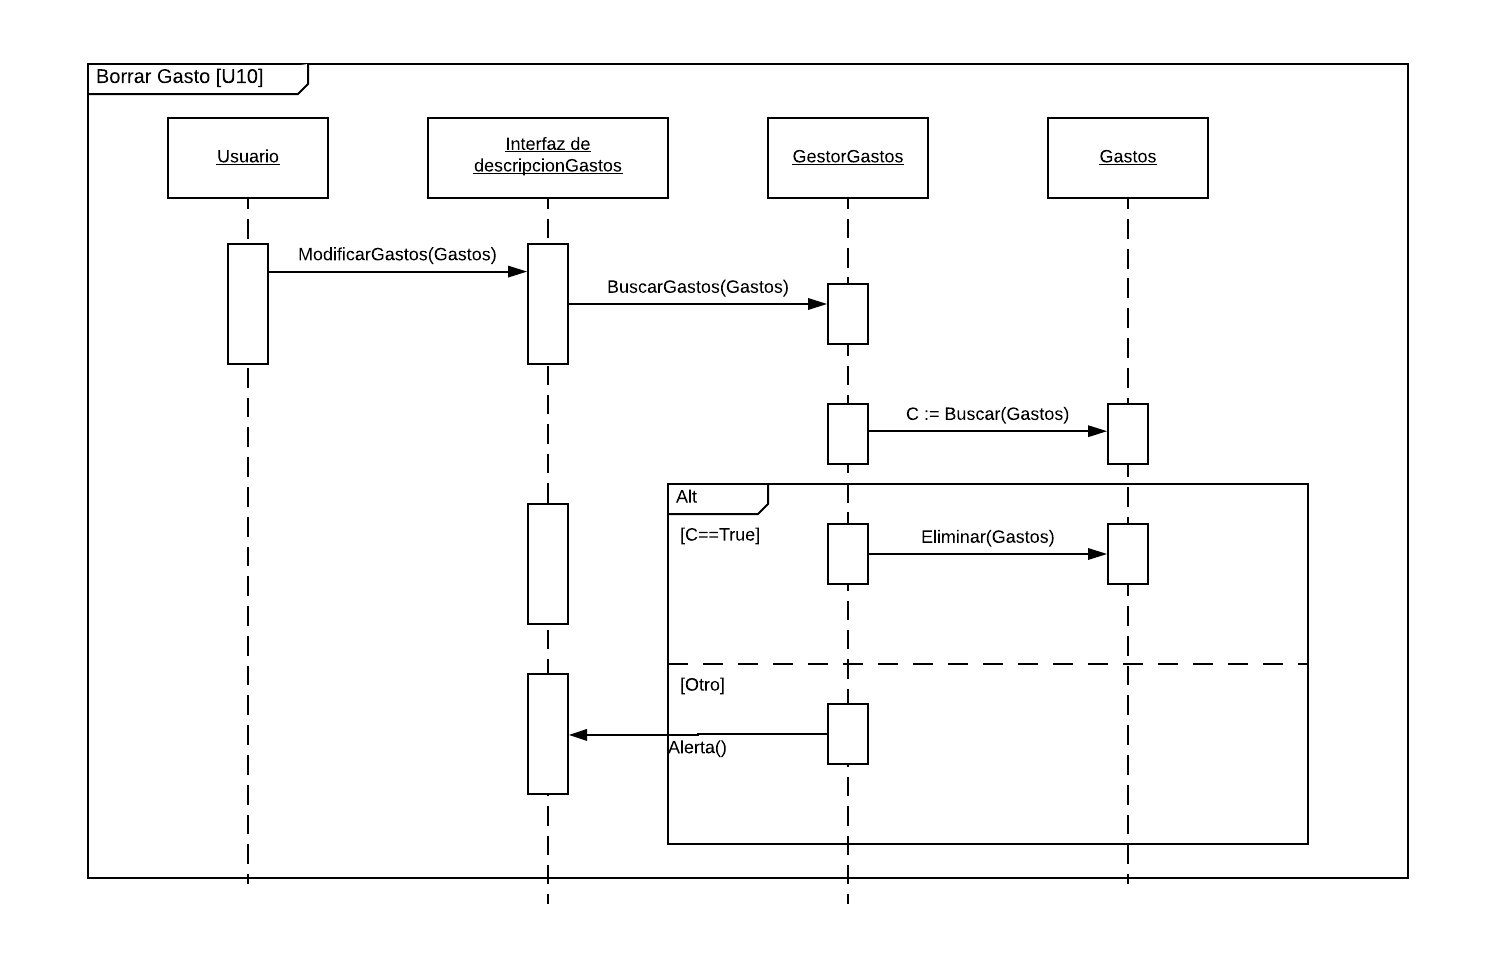 Borrar Gasto [U10]
Usuario
Interfaz de
descripcionGastos
GestorGastos
Gastos
ModificarGastos(Gastos)
BuscarGastos(Gastos)
C := Buscar(Gastos)
Alt
[C==True]
Eliminar(Gastos)
[Otro]
Alerta()